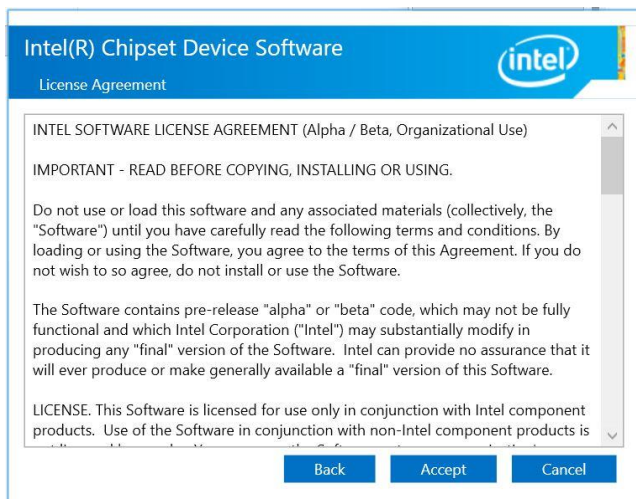 Intel(R) Chipset Device Software
intel
License Agreement
INTEL SOFTWARE LICENSE AGREEMENT (Alpha / Beta, Organizational Use)
IMPORTANT - READ BEFORE COPYING, INSTALLING OR USING.
Do not use or load this software and any associated materials (collectively, the
"Software") until you have carefully read the following terms and conditions. By
loading or using the Software, you agree to the terms of this Agreement. If you do
not wish to so agree, do not install or use the Software.
The Software contains pre-release "alpha" or "beta" code, which may not be fully
functional and which Intel Corporation ("Intel") may substantially modify in
producing any "final" version of the Software.  Intel can provide no assurance that it
will ever produce or make generally available a "final" version of this Software.
LICENSE. This Software is licensed for use only in conjunction with Intel component
products.  Use of the Software in conjunction with non-Intel component products is
Back
Accept
Cancel